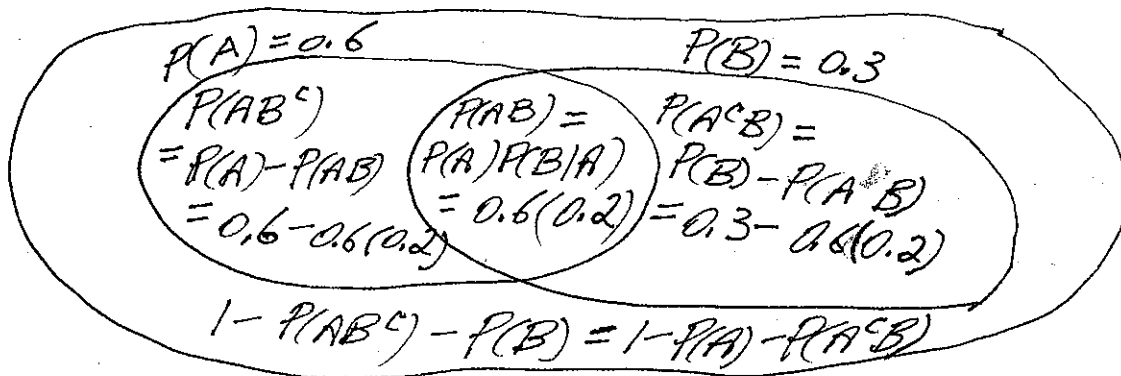 P(A) = 0.6
P(B) = 0.3
P(AB^c)
= P(A) - P(AB)
= 0.6 - 0.6(0.2)
P(AB) =
P(A)P(B|A)
= 0.6(0.2)
P(A^cB) =
P(B) - P(AB)
= 0.3 - 0.6(0.2)
1 - P(AB^c) - P(B) = 1 - P(A) - P(A^cB)